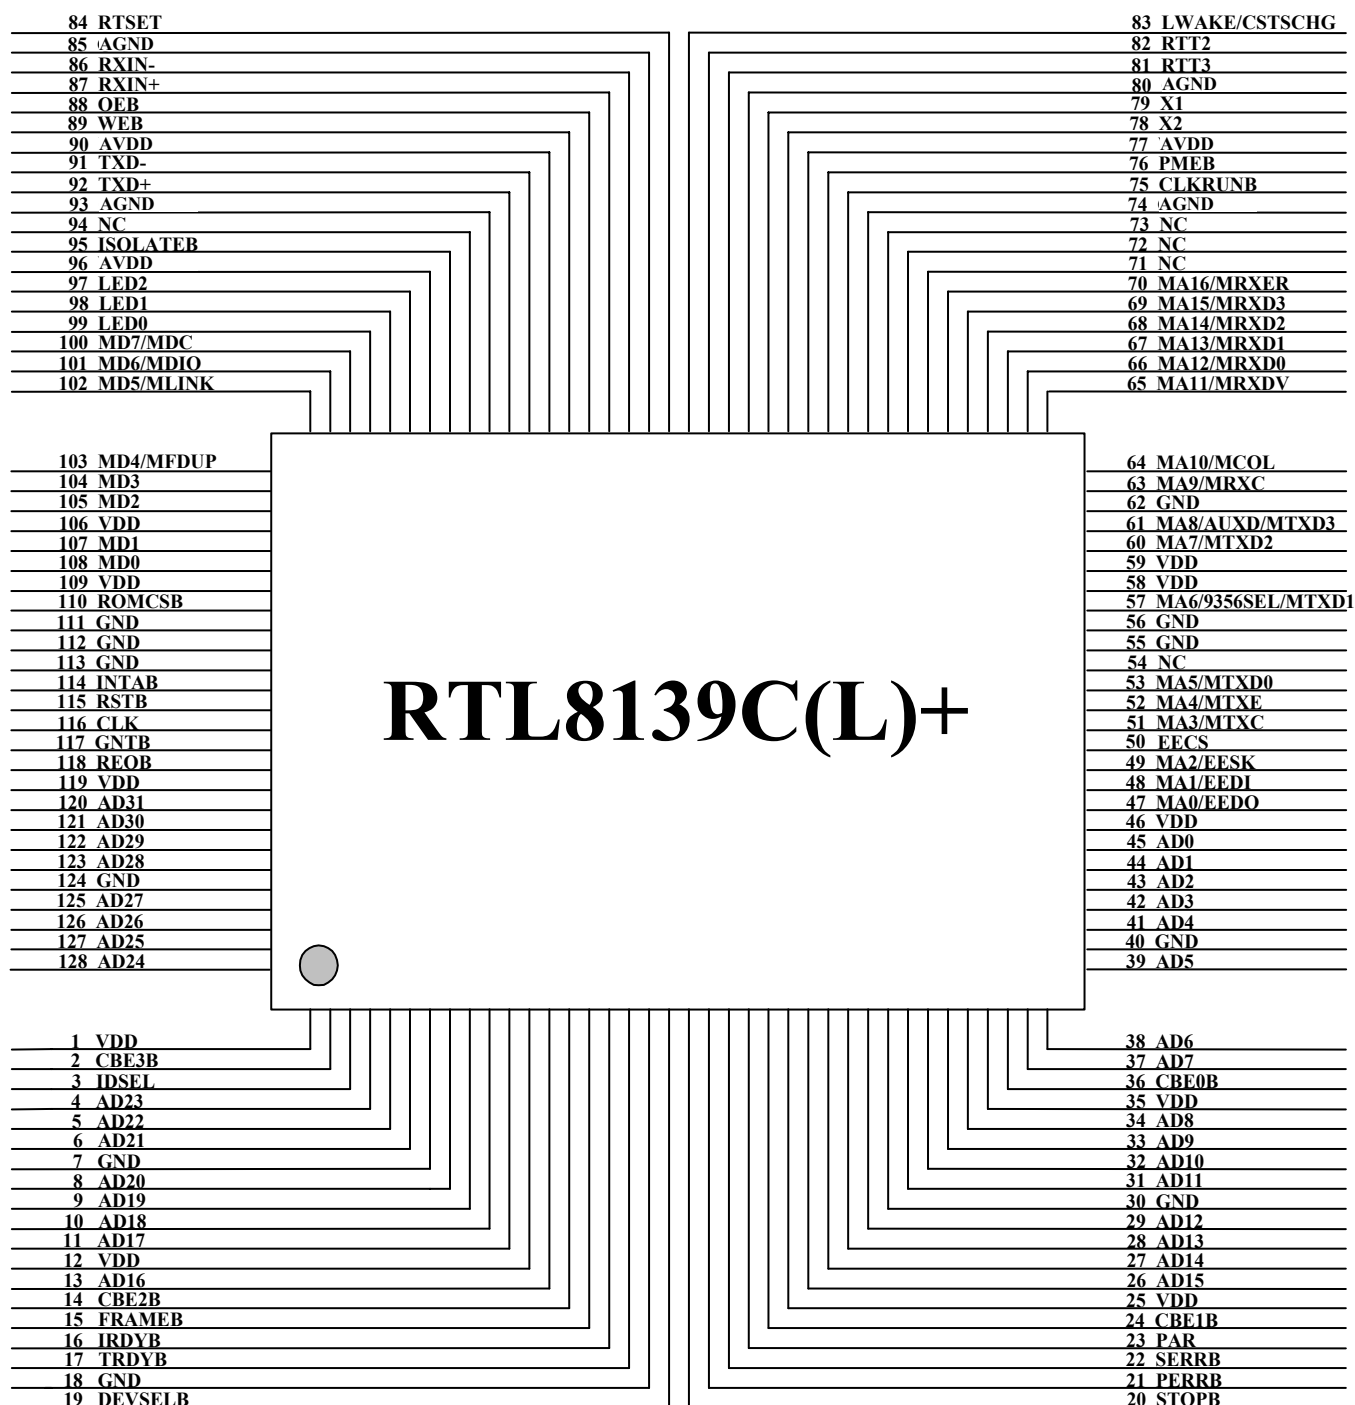 84 RTSET
85 AGND
86 RXIN-
87 RXIN+
88 OEB
89 WEB
90 AVDD
91 TXD-
92 TXD+
93 AGND
94 NC
95 ISOLATEB
96 AVDD
97 LED2
98 LED1
99 LED0
100 MD7/MDC
101 MD6/MDIO
102 MD5/MLINK
83 LWAKE/CSTSCHG
82 RTT2
81 RTT3
80 AGND
79 X1
78 X2
77 AVDD
76 PMEB
75 CLKRUNB
74 AGND
73 NC
72 NC
71 NC
70 MA16/MRXER
69 MA15/MRXD3
68 MA14/MRXD2
67 MA13/MRXD1
66 MA12/MRXD0
65 MA11/MRXDV
103 MD4/MFDUP
104 MD3
105 MD2
106 VDD
107 MD1
108 MD0
109 VDD
110 ROMCSB
111 GND
112 GND
113 GND
114 INTAB
115 RSTB
116 CLK
117 GNTB
118 REQB
119 VDD
120 AD31
121 AD30
122 AD29
123 AD28
124 GND
125 AD27
126 AD26
127 AD25
128 AD24
RTL8139C(L)+
64 MA10/MCOL
63 MA9/MRXC
62 GND
61 MA8/AUXD/MTXD3
60 MA7/MTXD2
59 VDD
58 VDD
57 MA6/9356SEL/MTXD1
56 GND
55 GND
54 NC
53 MA5/MTXD0
52 MA4/MTXE
51 MA3/MTXC
50 EECS
49 MA2/EESK
48 MA1/EEDI
47 MA0/EEDO
46 VDD
45 AD0
44 AD1
43 AD2
42 AD3
41 AD4
40 GND
39 AD5
1 VDD
2 CBE3B
3 IDSEL
4 AD23
5 AD22
6 AD21
7 GND
8 AD20
9 AD19
10 AD18
11 AD17
12 VDD
13 AD16
14 CBE2B
15 FRAMEB
16 IRDYB
17 TRDYB
18 GND
19 DEVSELB
38 AD6
37 AD7
36 CBE0B
35 VDD
34 AD8
33 AD9
32 AD10
31 AD11
30 GND
29 AD12
28 AD13
27 AD14
26 AD15
25 VDD
24 CBE1B
23 PAR
22 SERRB
21 PERRB
20 STOPB